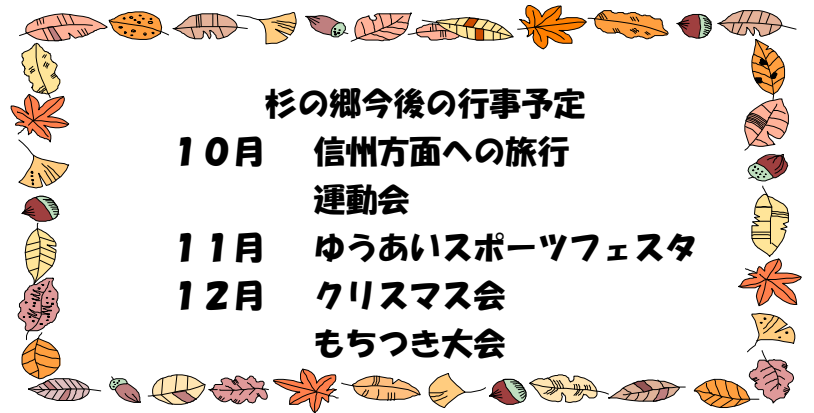 杉の郷今後の行事予定
１０月　信州方面への旅行
運動会
１１月　ゆうあいスポーツフェスタ
１２月　クリスマス会
もちつき大会